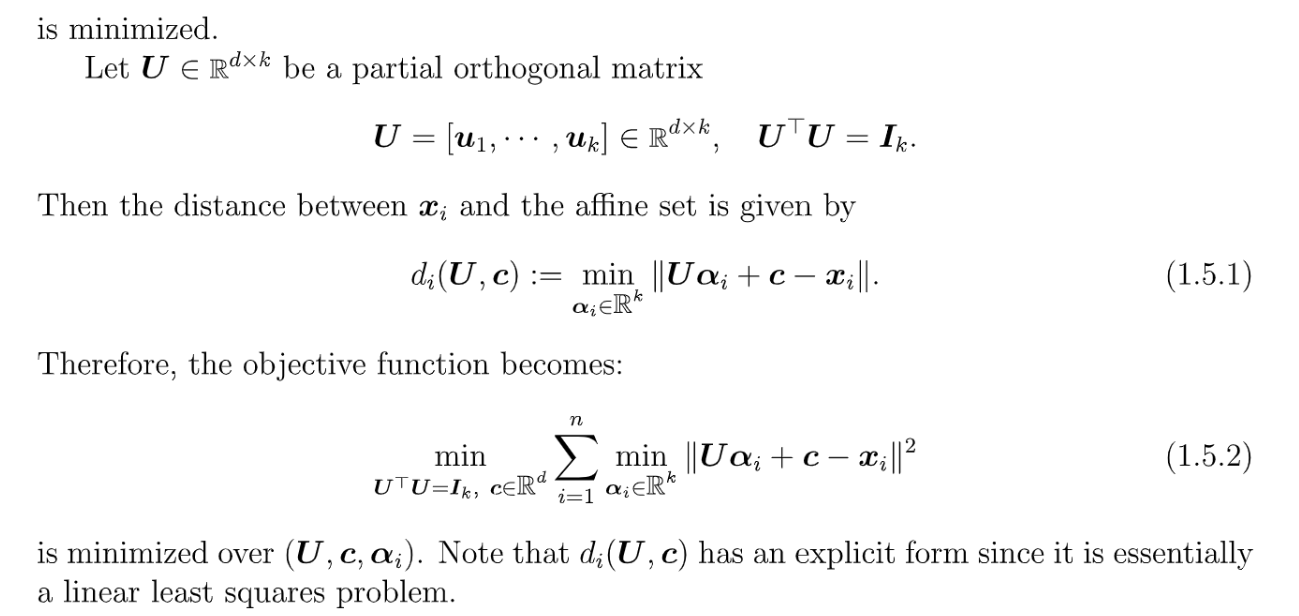 is minimized.
Let $\boldsymbol{U} \in \mathbb{R}^{d \times k}$ be a partial orthogonal matrix
$$\boldsymbol{U} = [\boldsymbol{u}_1, \cdots, \boldsymbol{u}_k] \in \mathbb{R}^{d \times k}, \quad \boldsymbol{U}^\top \boldsymbol{U} = \boldsymbol{I}_k.$$
Then the distance between $\boldsymbol{x}_i$ and the affine set is given by
$$d_i(\boldsymbol{U}, \boldsymbol{c}) := \min_{\boldsymbol{\alpha}_i \in \mathbb{R}^k} \|\boldsymbol{U}\boldsymbol{\alpha}_i + \boldsymbol{c} - \boldsymbol{x}_i\|. \quad (1.5.1)$$
Therefore, the objective function becomes:
$$\min_{\boldsymbol{U}^\top \boldsymbol{U} = \boldsymbol{I}_k,\ \boldsymbol{c} \in \mathbb{R}^d} \sum_{i=1}^{n} \min_{\boldsymbol{\alpha}_i \in \mathbb{R}^k} \|\boldsymbol{U}\boldsymbol{\alpha}_i + \boldsymbol{c} - \boldsymbol{x}_i\|^2 \quad (1.5.2)$$
is minimized over $(\boldsymbol{U}, \boldsymbol{c}, \boldsymbol{\alpha}_i)$. Note that $d_i(\boldsymbol{U}, \boldsymbol{c})$ has an explicit form since it is essentially
a linear least squares problem.